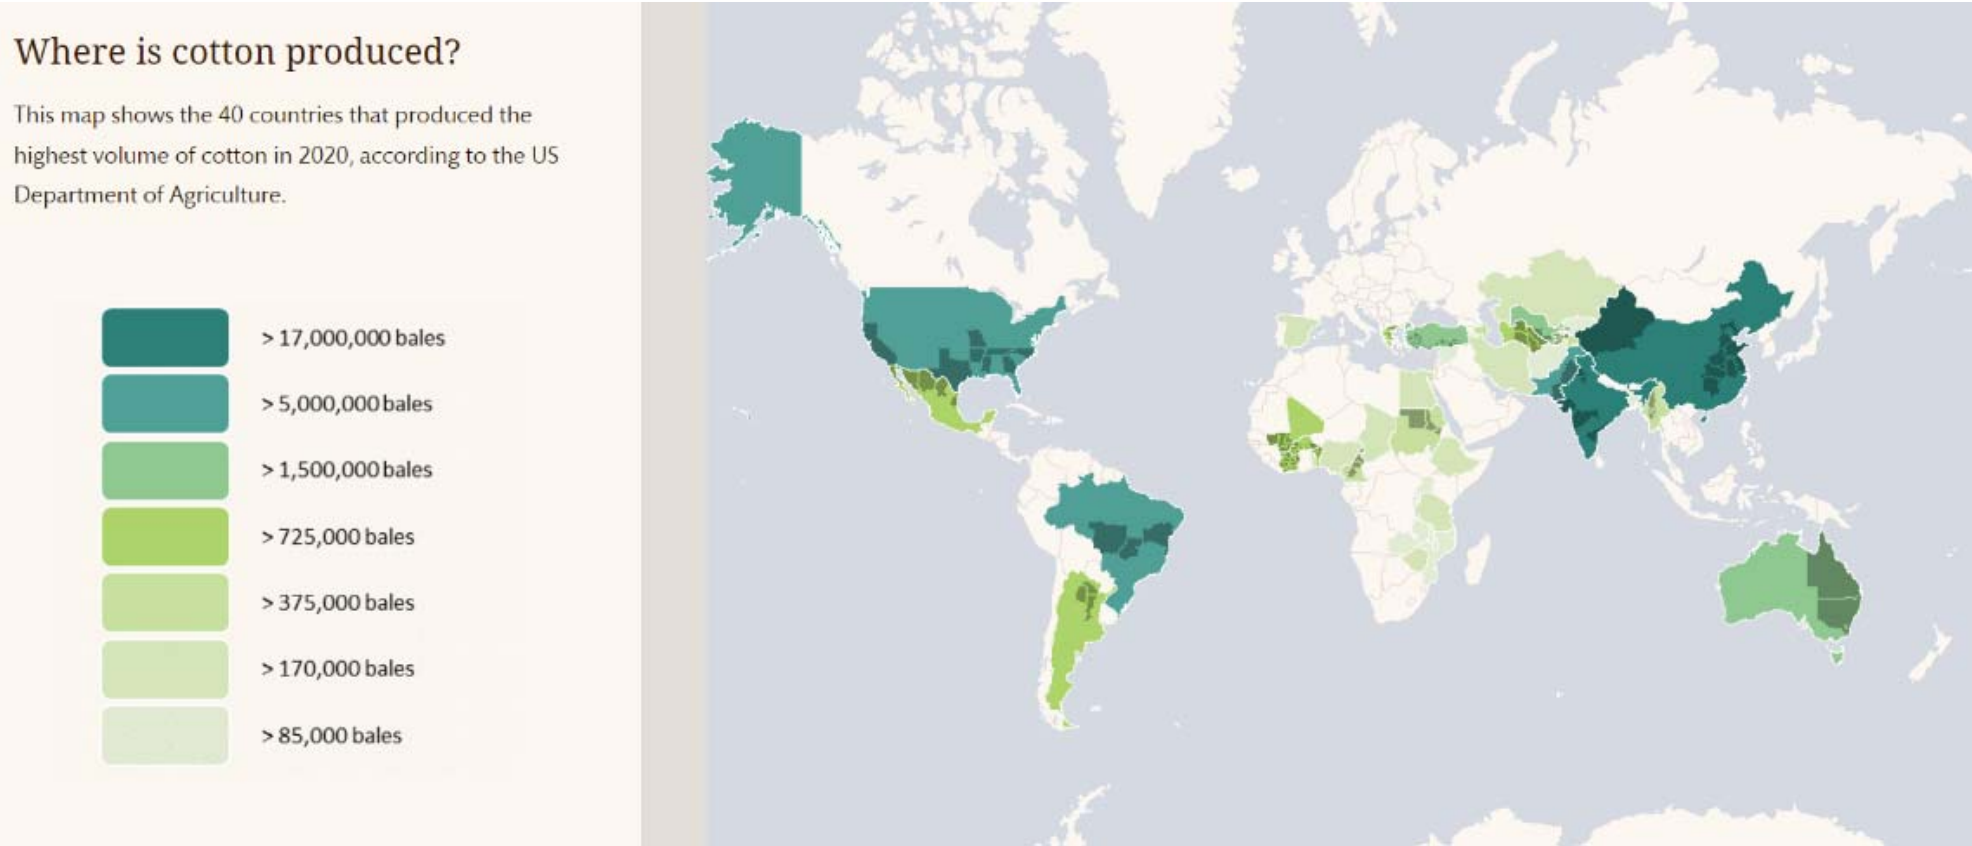 Where is cotton produced?
This map shows the 40 countries that produced the
highest volume of cotton in 2020, according to the US
Department of Agriculture.
> 17,000,000 bales
> 5,000,000 bales
> 1,500,000 bales
> 725,000 bales
> 375,000 bales
> 170,000 bales
> 85,000 bales